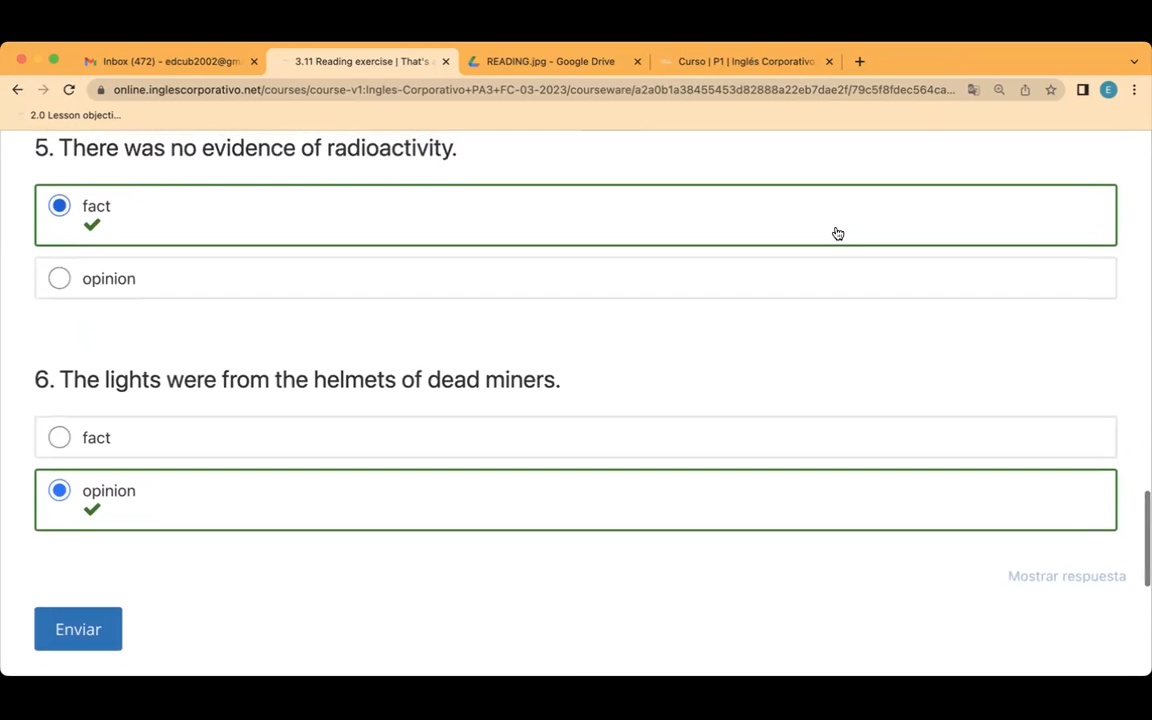 Inbox (472) - edcub2002@gm
3.11 Reading exercise | That's
READING.jpg - Google Drive
Curso | P1 | Inglés Corporativo
online.inglescorporativo.net/courses/course-v1:Ingles-Corporativo+PA3+FC-03-2023/courseware/a2a0b1a38455453d82888a22eb7dae2f/79c5f8fdec564ca...
E
2.0 Lesson objecti...
5. There was no evidence of radioactivity.
fact
opinion
6. The lights were from the helmets of dead miners.
fact
opinion
Mostrar respuesta
Enviar